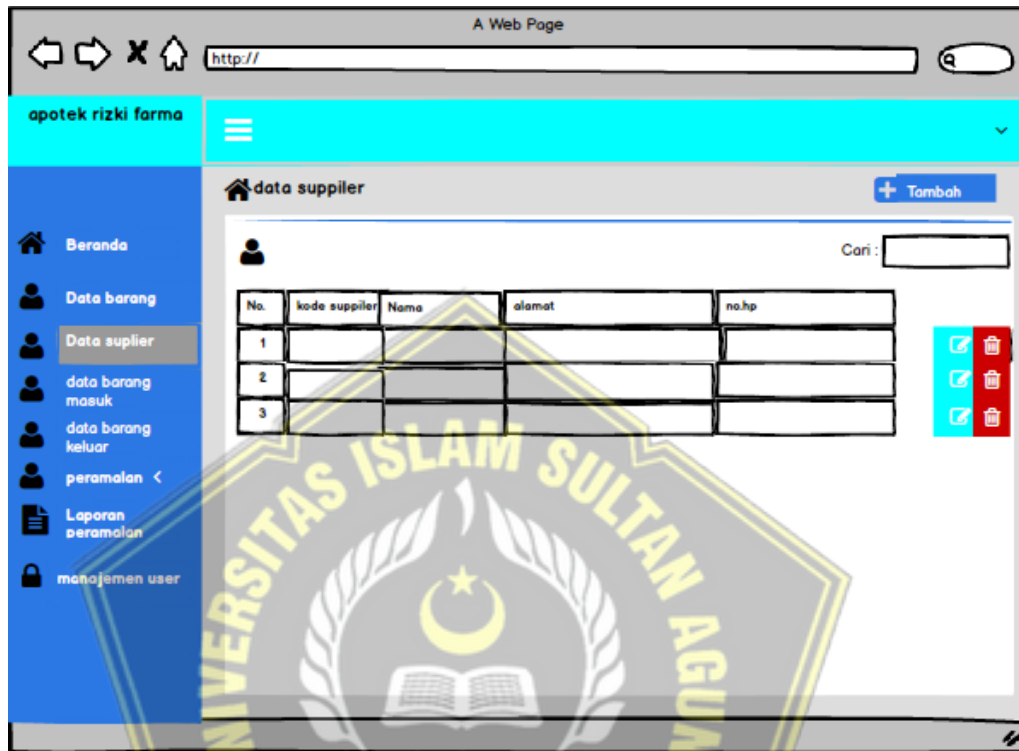 A Web Page
http://
apotek rizki farma
data suppiler
Tambah
Beranda
Data barang
Data suplier
data barang
masuk
data barang
keluar
peramalan <
Laporan
peramalan
manajemen user
Cari :
No. kode suppiler Nama alamat no.hp
1
2
3
UNIVERSITAS ISLAM SULTAN AGUN